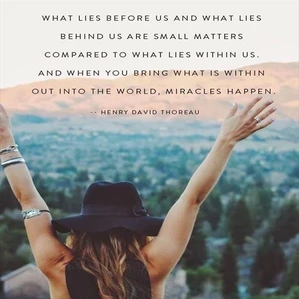 WHAT LIES BEFORE US AND WHAT LIES
BEHIND US ARE SMALL MATTERS
COMPARED TO WHAT LIES WITHIN US.
AND WHEN YOU BRING WHAT IS WITHIN
OUT INTO THE WORLD, MIRACLES HAPPEN.
-- HENRY DAVID THOREAU